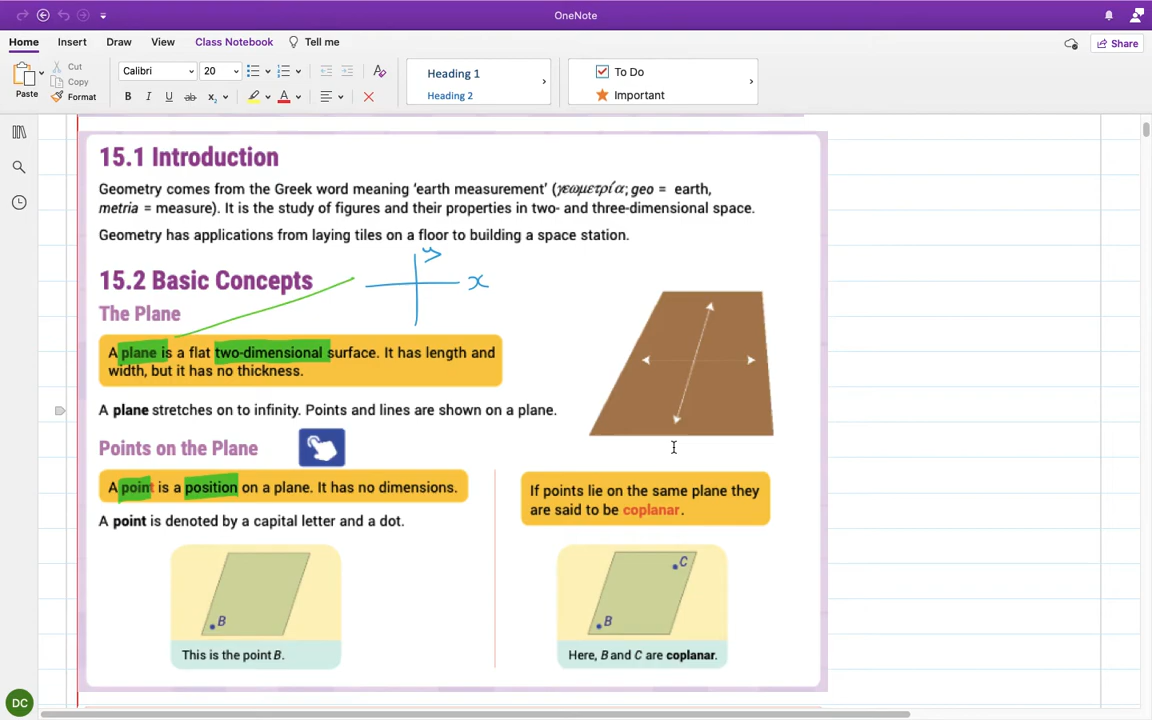 OneNote
Home Insert Draw View Class Notebook Tell me
Share
Paste
Cut
Copy
Format
Calibri 20
B I U ab x₂ A
Heading 1
Heading 2
To Do
Important
15.1 Introduction
Geometry comes from the Greek word meaning ‘earth measurement’ (γεωμετρία; geo = earth,
metria = measure). It is the study of figures and their properties in two- and three-dimensional space.
Geometry has applications from laying tiles on a floor to building a space station.
y
x
15.2 Basic Concepts
The Plane
A plane is a flat two-dimensional surface. It has length and
width, but it has no thickness.
A plane stretches on to infinity. Points and lines are shown on a plane.
Points on the Plane
A point is a position on a plane. It has no dimensions.
A point is denoted by a capital letter and a dot.
B
This is the point B.
If points lie on the same plane they
are said to be coplanar.
C
B
Here, B and C are coplanar.
DC